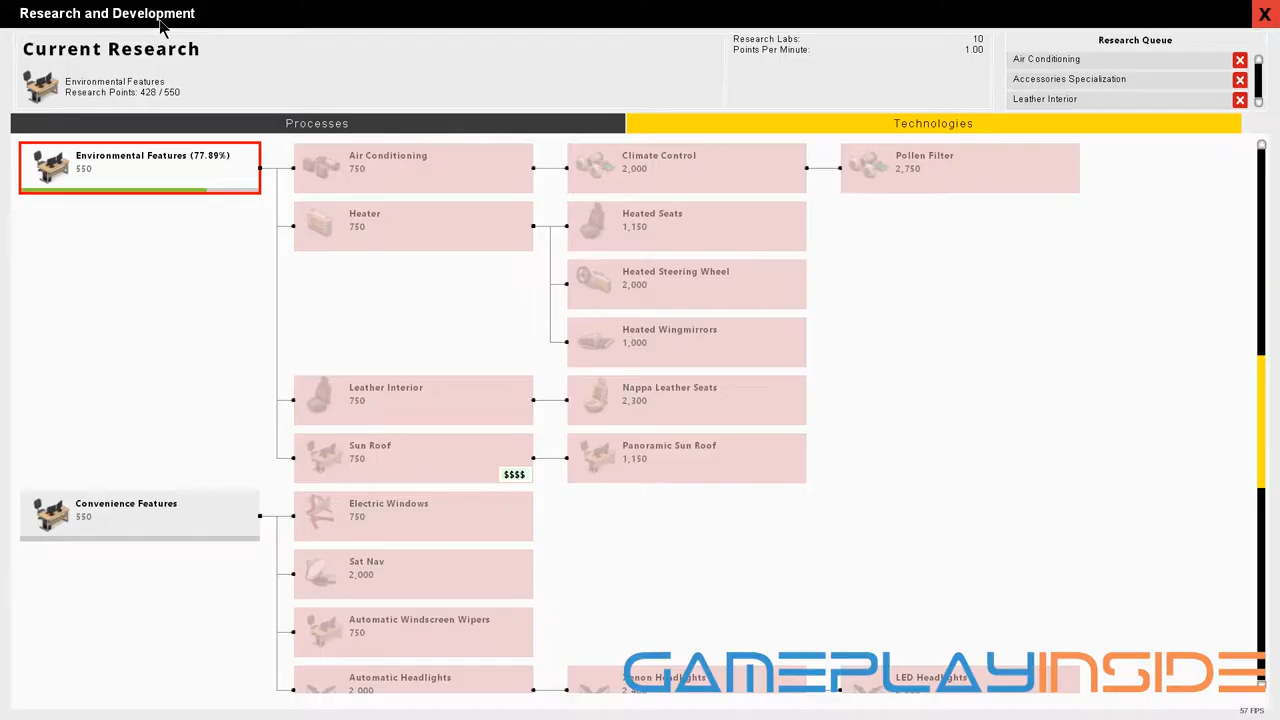 Research and Development
X
Current Research
Environmental Features
Research Points: 428 / 550
Research Labs: 10
Points Per Minute: 1.00
Research Queue
Air Conditioning
Accessories Specialization
Leather Interior
Processes
Technologies
Environmental Features (77.89%)
550
Air Conditioning
750
Climate Control
2,000
Pollen Filter
2,750
Heater
750
Heated Seats
1,150
Heated Steering Wheel
2,000
Heated Wingmirrors
1,000
Leather Interior
750
Nappa Leather Seats
2,300
Sun Roof
750
$$$$
Panoramic Sun Roof
1,150
Convenience Features
550
Electric Windows
750
Sat Nav
2,000
Automatic Windscreen Wipers
750
Automatic Headlights
2,000
Xenon Headlights
LED Headlights
GAMEPLAYINSIDE
57 FPS